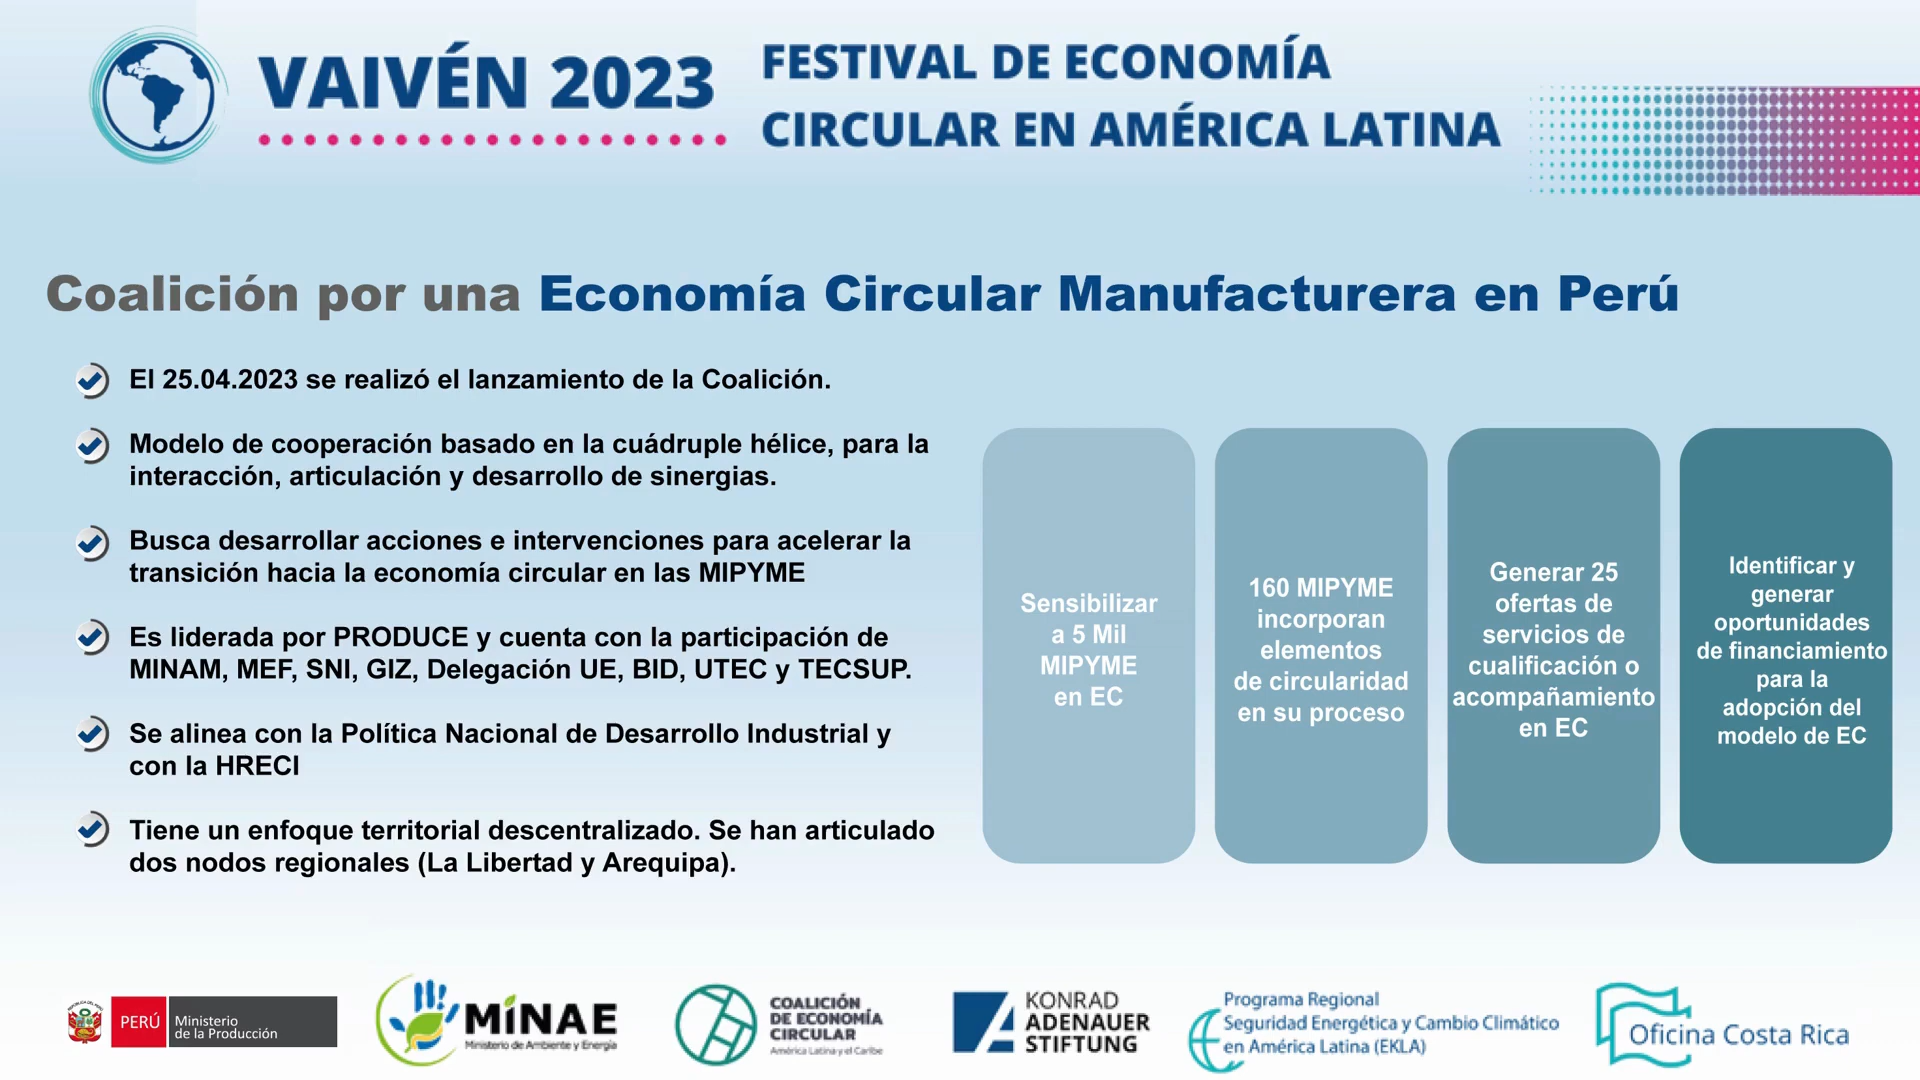 VAIVÉN 2023
FESTIVAL DE ECONOMÍA
CIRCULAR EN AMÉRICA LATINA
Coalición por una Economía Circular Manufacturera en Perú
El 25.04.2023 se realizó el lanzamiento de la Coalición.
Modelo de cooperación basado en la cuádruple hélice, para la
interacción, articulación y desarrollo de sinergias.
Busca desarrollar acciones e intervenciones para acelerar la
transición hacia la economía circular en las MIPYME
Es liderada por PRODUCE y cuenta con la participación de
MINAM, MEF, SNI, GIZ, Delegación UE, BID, UTEC y TECSUP.
Se alinea con la Política Nacional de Desarrollo Industrial y
con la HRECI
Tiene un enfoque territorial descentralizado. Se han articulado
dos nodos regionales (La Libertad y Arequipa).
Sensibilizar
a 5 Mil
MIPYME
en EC
160 MIPYME
incorporan
elementos
de circularidad
en su proceso
Generar 25
ofertas de
servicios de
cualificación o
acompañamiento
en EC
Identificar y
generar
oportunidades
de financiamiento
para la
adopción del
modelo de EC
PERÚ
Ministerio
de la Producción
MINAE
Ministerio de Ambiente y Energía
COALICIÓN
DE ECONOMÍA
CIRCULAR
América Latina y el Caribe
KONRAD
ADENAUER
STIFTUNG
Programa Regional
Seguridad Energética y Cambio Climático
en América Latina (EKLA)
Oficina Costa Rica